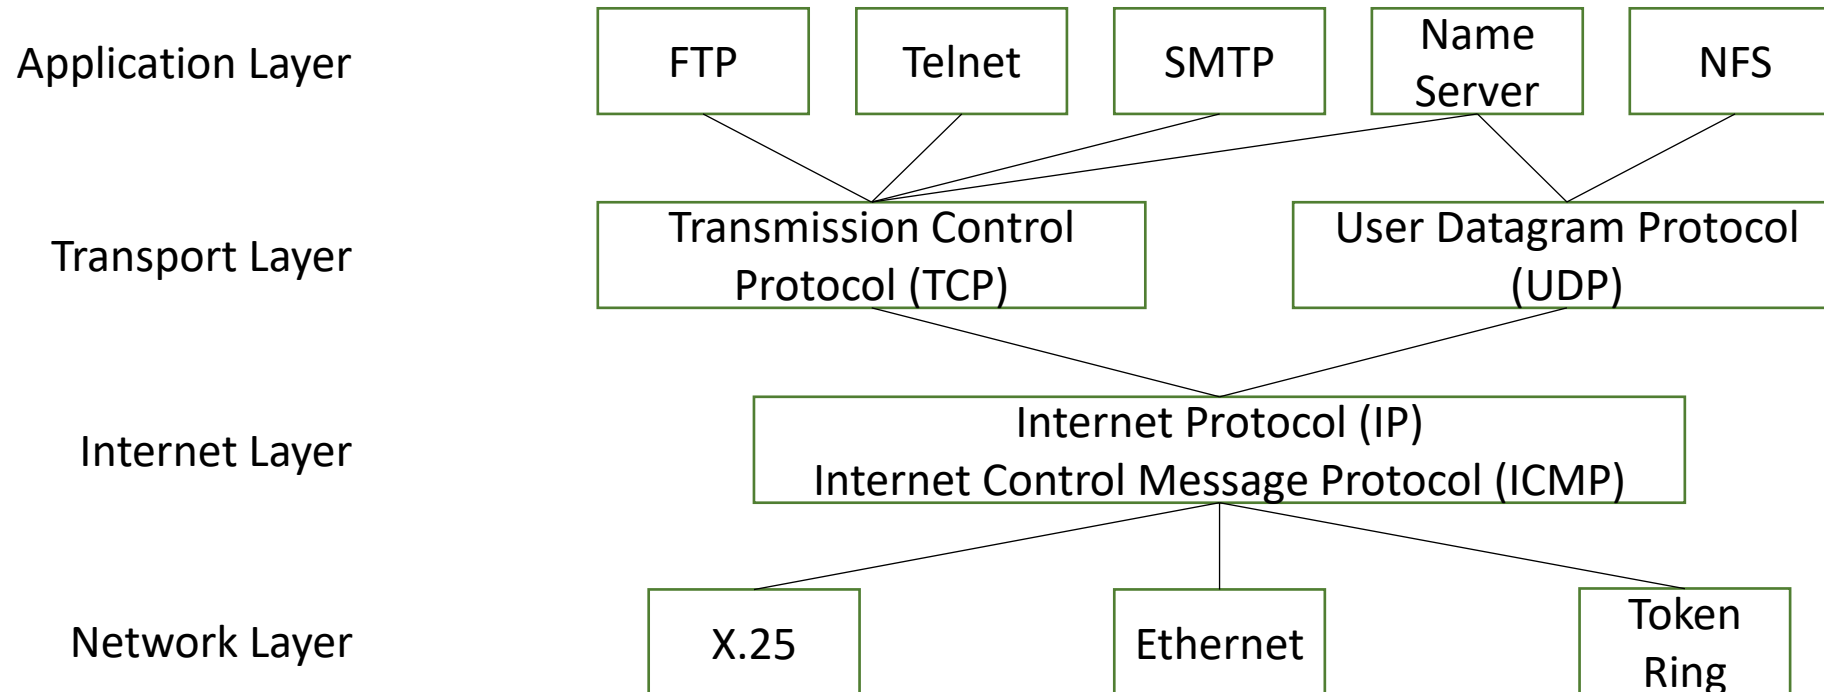 Application Layer
FTP
Telnet
SMTP
Name
Server
NFS
Transport Layer
Transmission Control
Protocol (TCP)
User Datagram Protocol
(UDP)
Internet Layer
Internet Protocol (IP)
Internet Control Message Protocol (ICMP)
Network Layer
X.25
Ethernet
Token
Ring